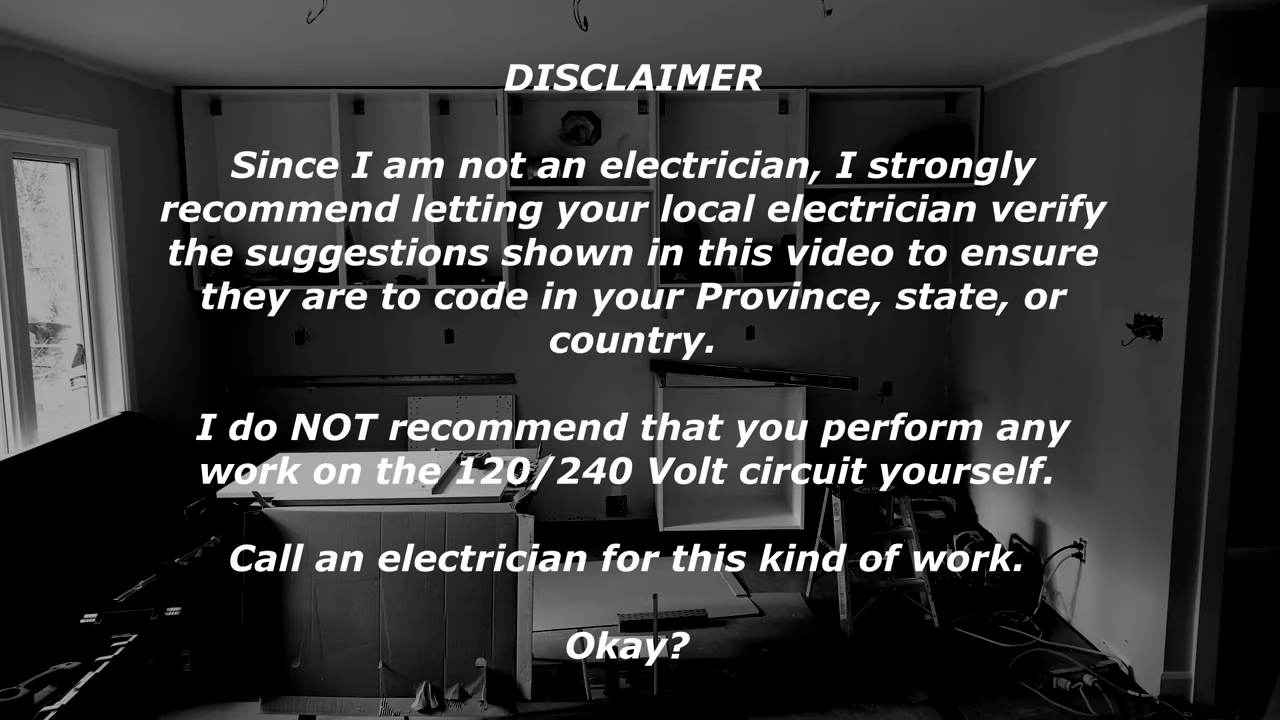 DISCLAIMER
Since I am not an electrician, I strongly
recommend letting your local electrician verify
the suggestions shown in this video to ensure
they are to code in your Province, state, or
country.
I do NOT recommend that you perform any
work on the 120/240 Volt circuit yourself.
Call an electrician for this kind of work.
Okay?